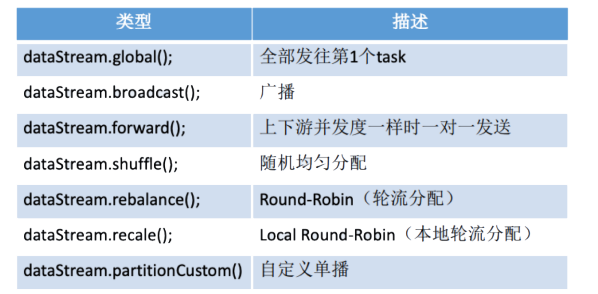 类型 描述
dataStream.global(); 全部发往第1个task
dataStream.broadcast(); 广播
dataStream.forward(); 上下游并发度一样时一对一发送
dataStream.shuffle(); 随机均匀分配
dataStream.rebalance(); Round-Robin（轮流分配）
dataStream.recale(); Local Round-Robin（本地轮流分配）
dataStream.partitionCustom() 自定义单播